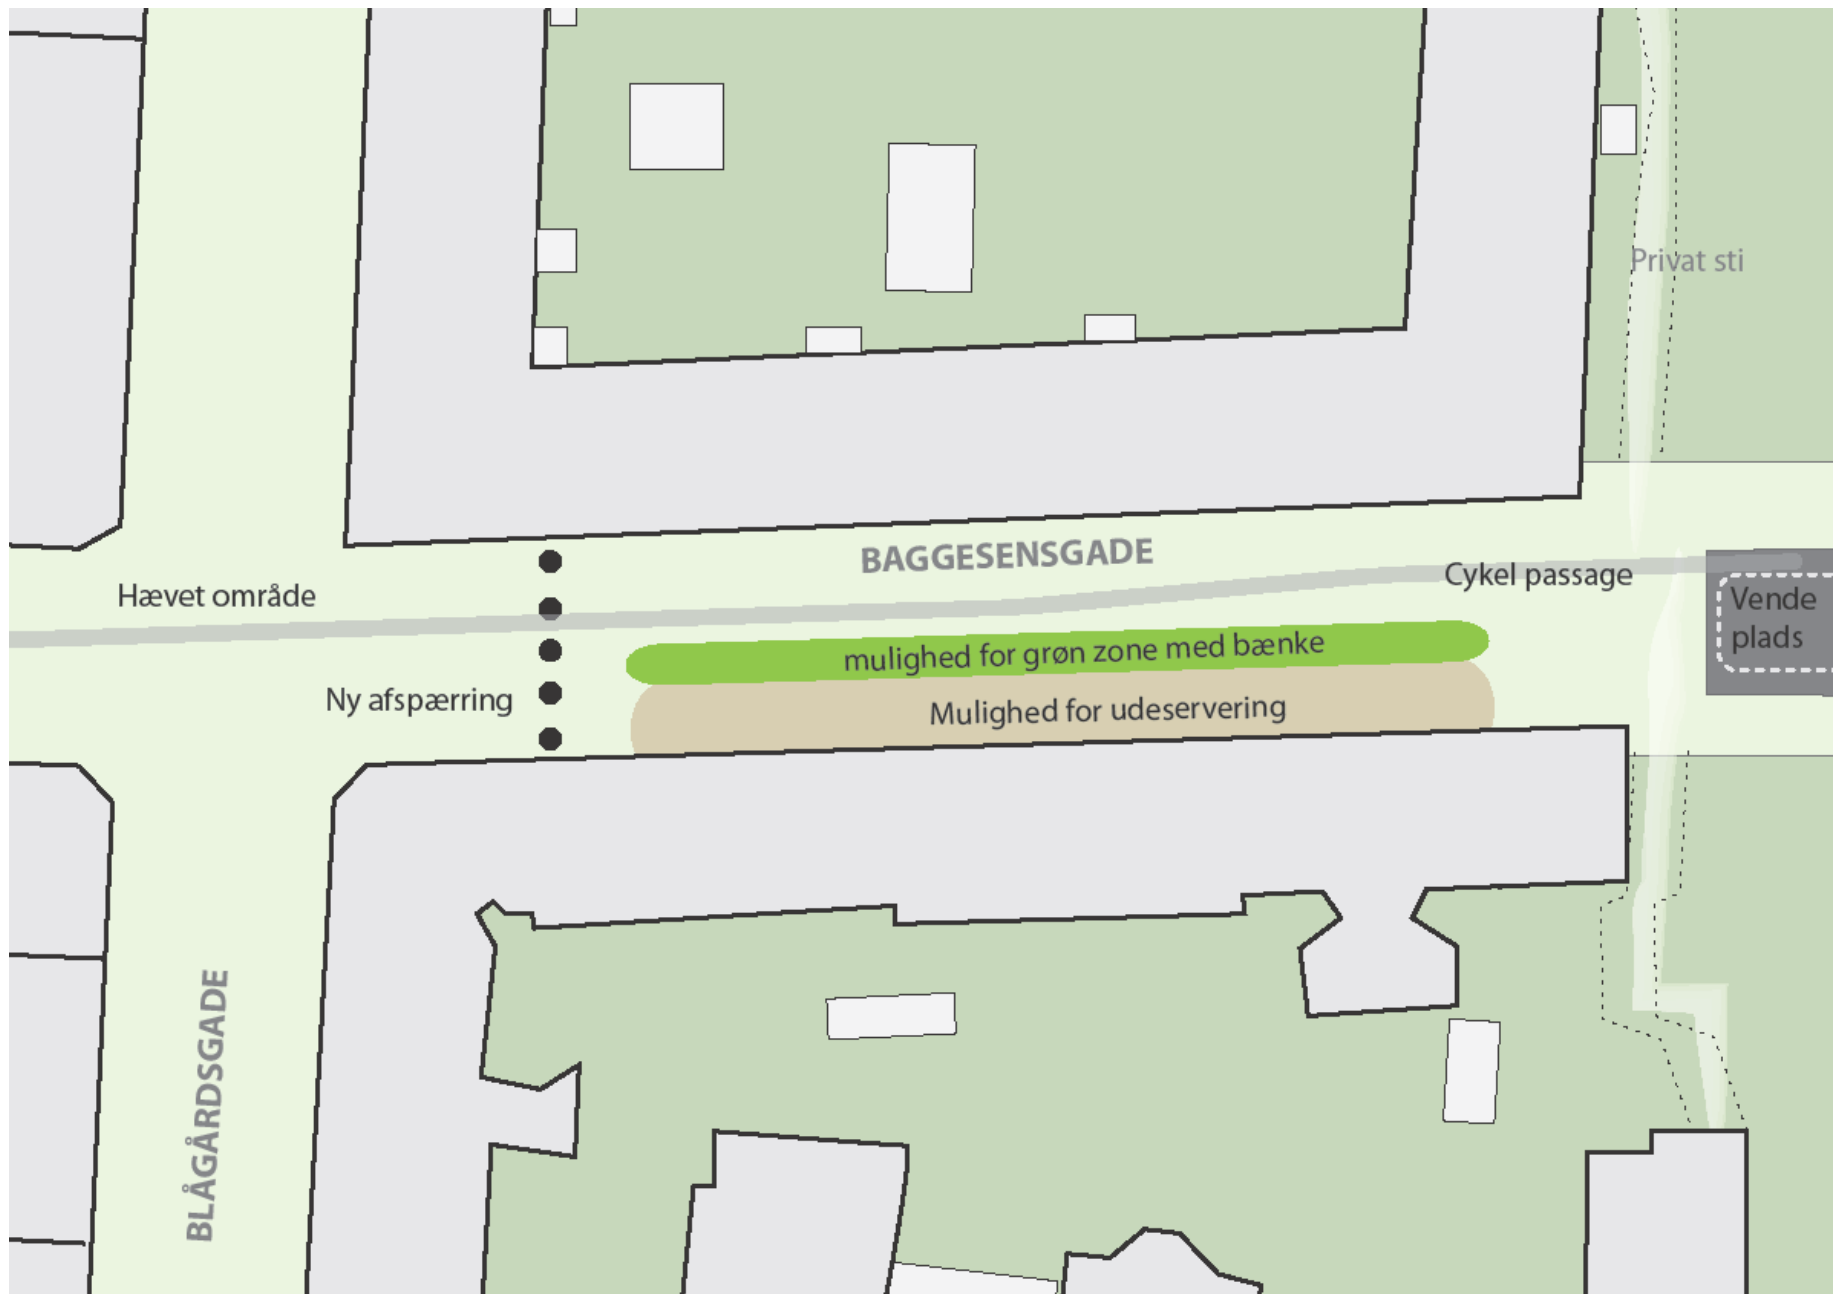 Privat sti
BAGGESENSGADE
Cykel passage
Hævet område
Vende
plads
mulighed for grøn zone med bænke
Ny afspærring
Mulighed for udeservering
BLÅGÅRDSGADE